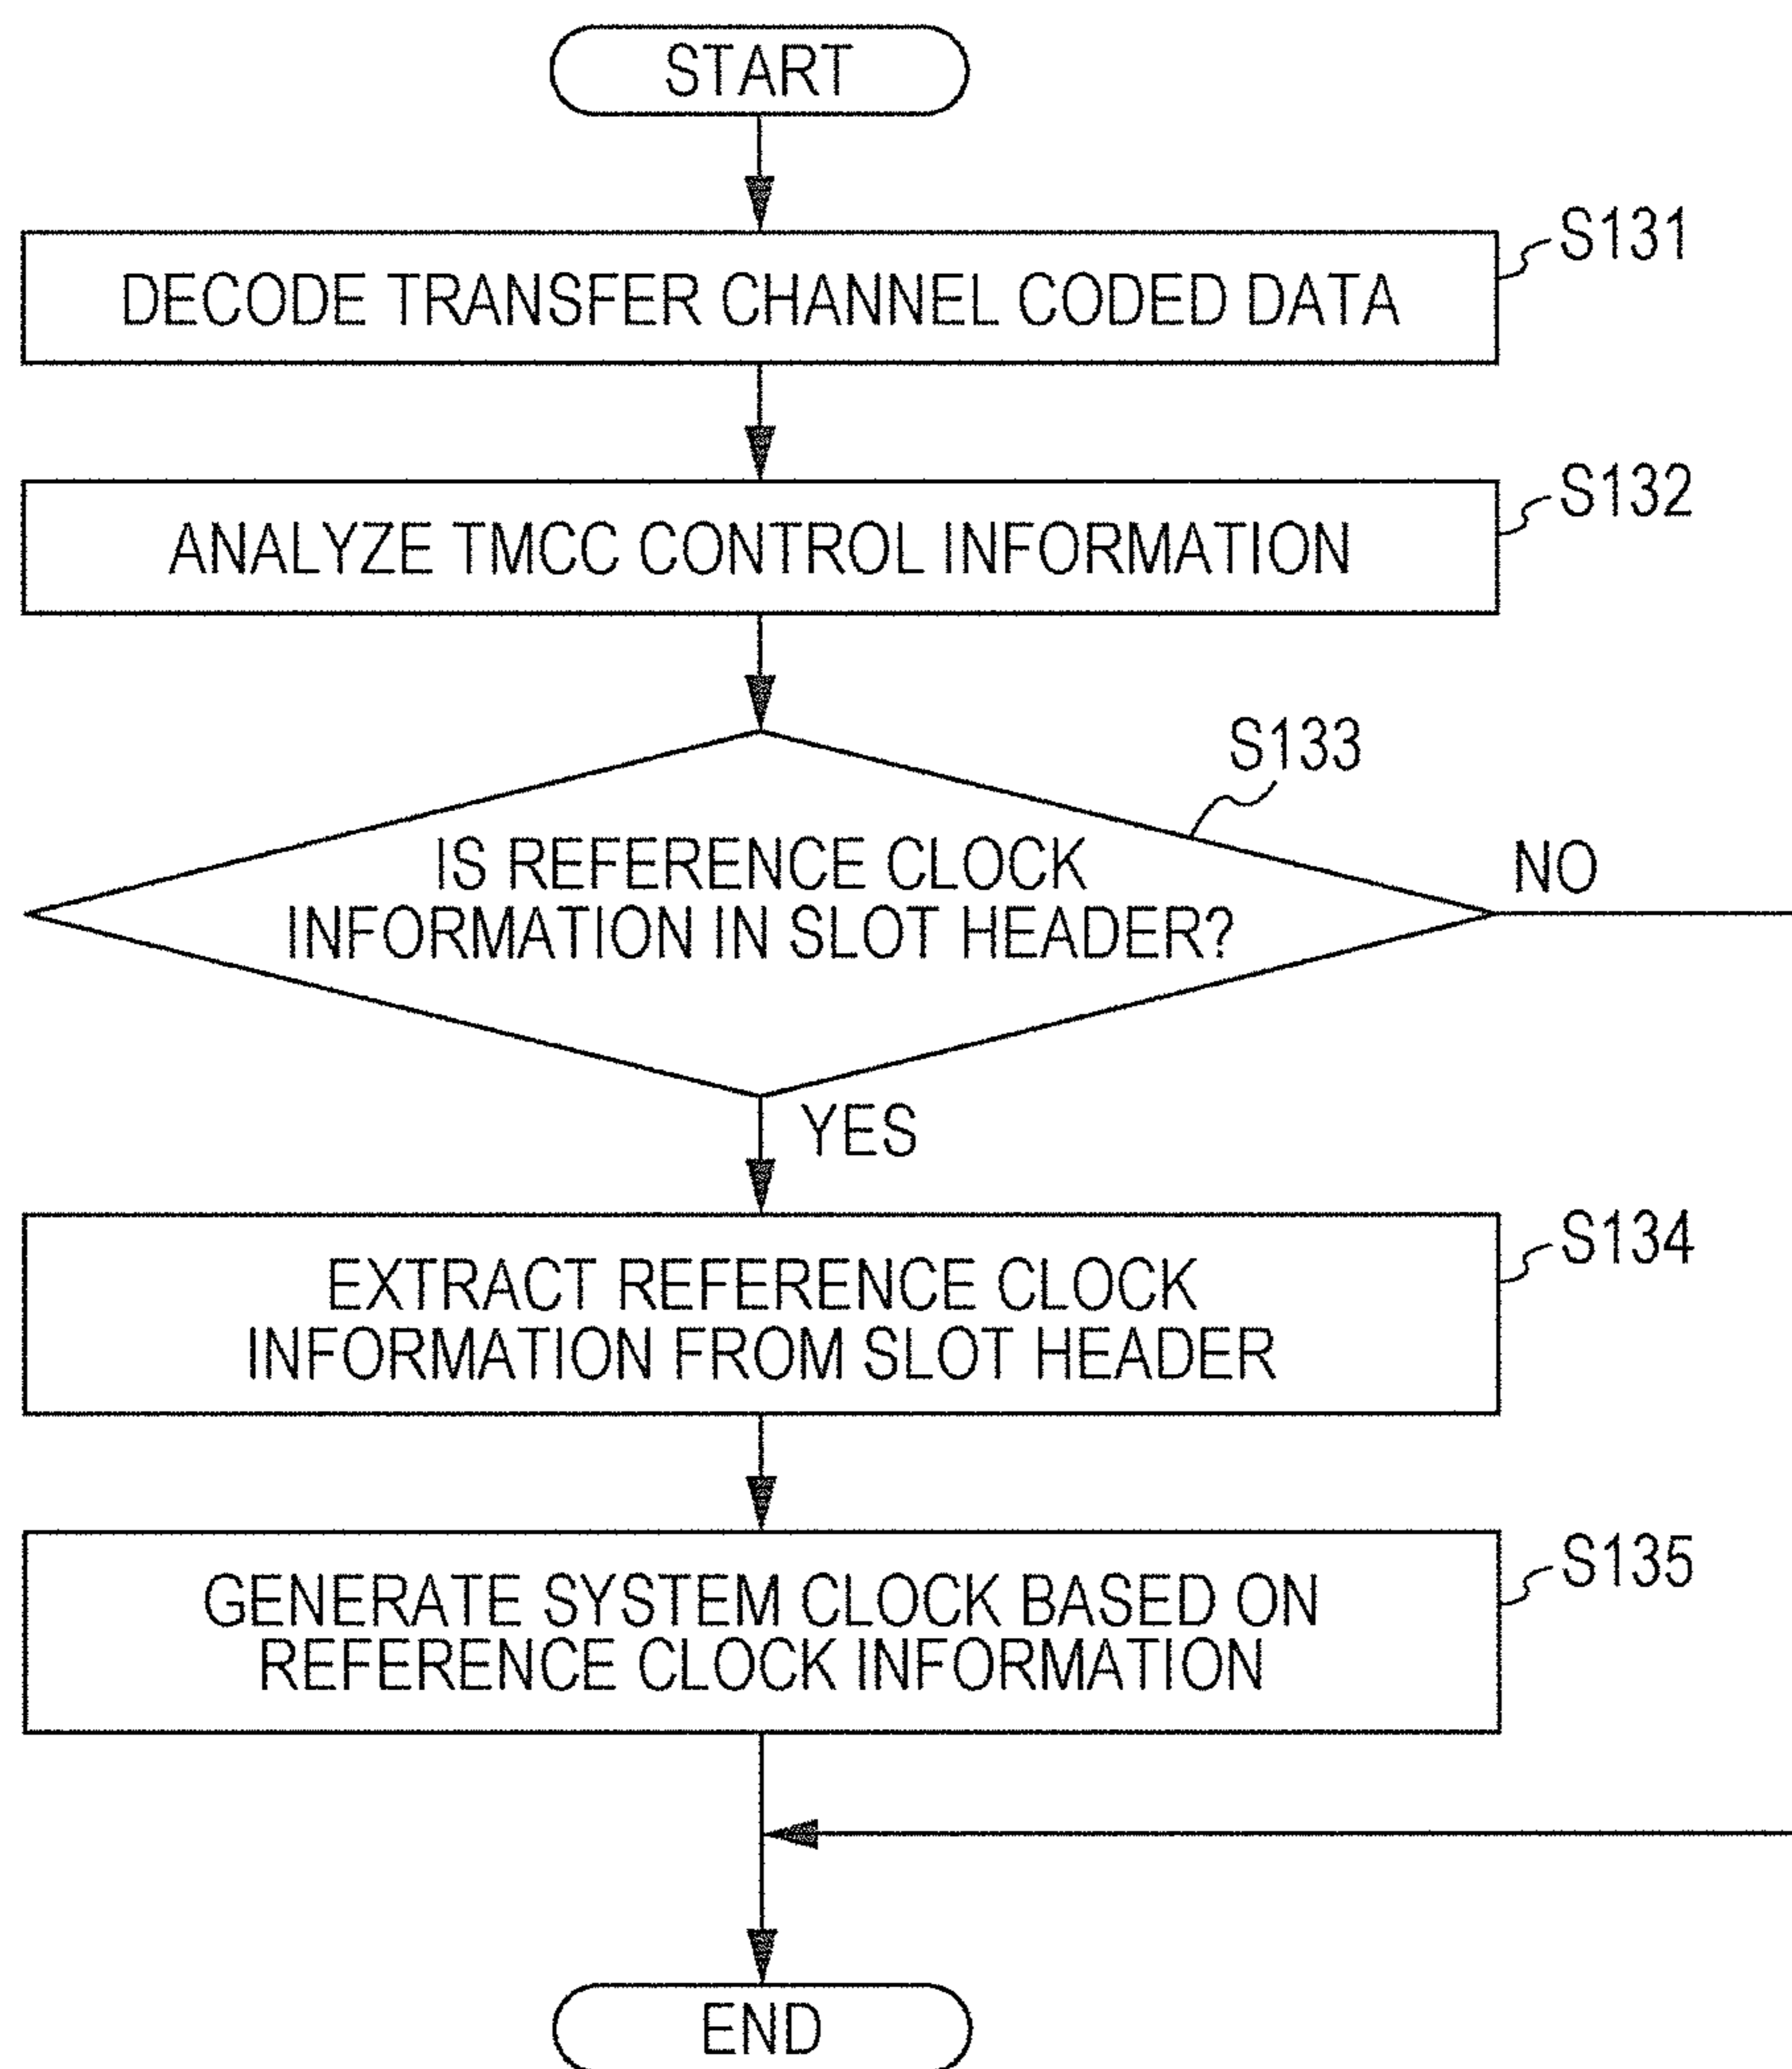 START
S131
DECODE TRANSFER CHANNEL CODED DATA
S132
ANALYZE TMCC CONTROL INFORMATION
S133
IS REFERENCE CLOCK
INFORMATION IN SLOT HEADER?
NO
YES
S134
EXTRACT REFERENCE CLOCK
INFORMATION FROM SLOT HEADER
S135
GENERATE SYSTEM CLOCK BASED ON
REFERENCE CLOCK INFORMATION
END